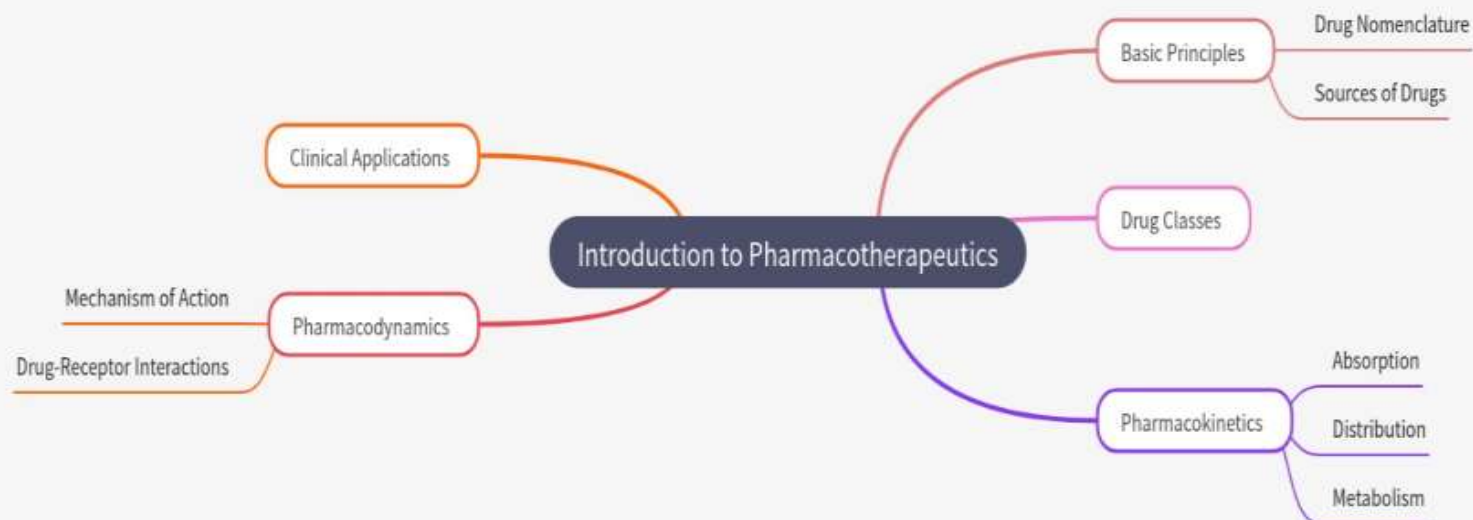 Introduction to Pharmacotherapeutics
Basic Principles
Drug Nomenclature
Sources of Drugs
Drug Classes
Pharmacokinetics
Absorption
Distribution
Metabolism
Clinical Applications
Pharmacodynamics
Mechanism of Action
Drug-Receptor Interactions